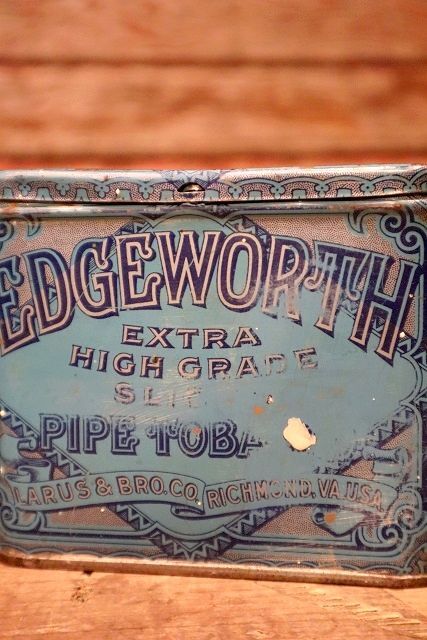 EDGEWORTH
EXTRA
HIGH GRADE
PIPE TOBA
LARUS & BRO. CO. RICHMOND, VA. U.S.A.